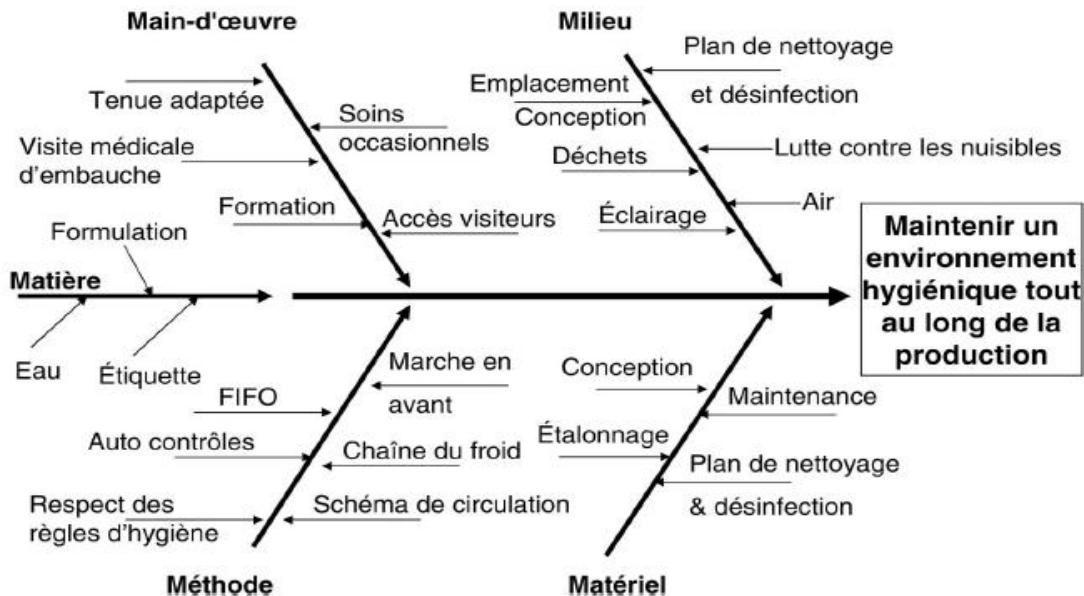 Main-d'œuvre
Milieu
Tenue adaptée
Soins
occasionnels
Visite médicale
d'embauche
Formation
Accès visiteurs
Plan de nettoyage
et désinfection
Emplacement
Conception
Déchets
Lutte contre les nuisibles
Air
Éclairage
Formulation
Matière
Eau
Étiquette
Maintenir un
environnement
hygiénique tout
au long de la
production
Marche en
avant
FIFO
Auto contrôles
Chaîne du froid
Respect des
règles d'hygiène
Schéma de circulation
Méthode
Conception
Maintenance
Étalonnage
Plan de nettoyage
& désinfection
Matériel